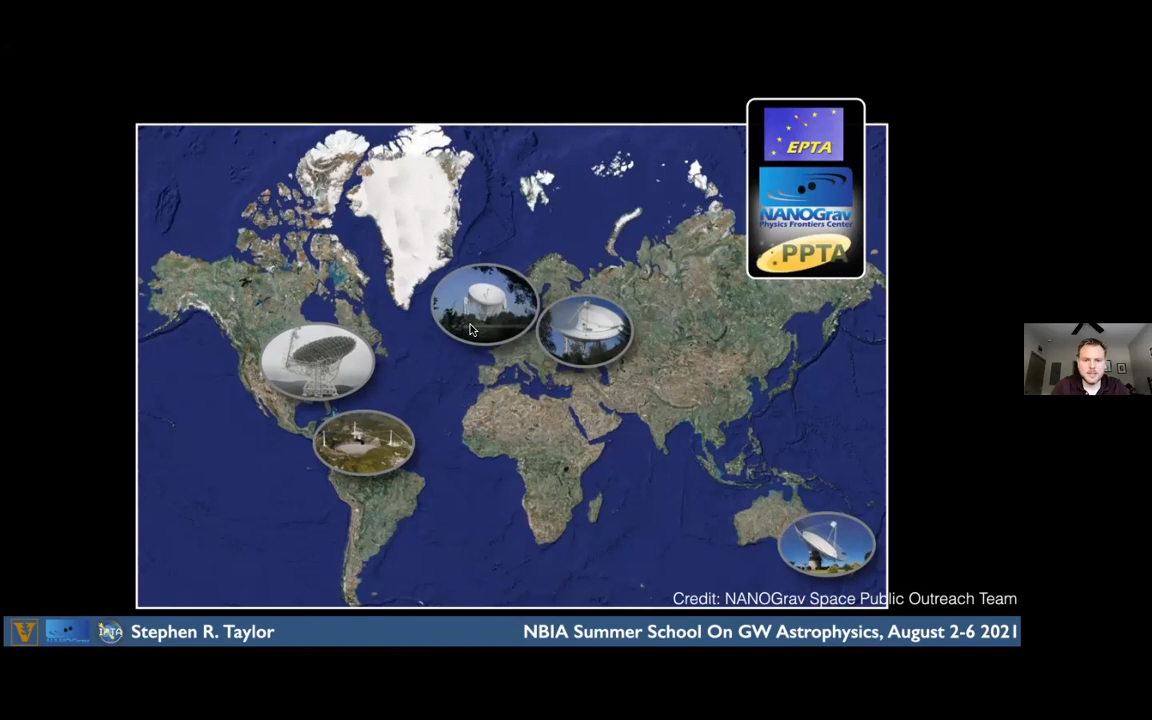 EPTA
NANOGrav
Physics Frontiers Center
PPTA
Credit: NANOGrav Space Public Outreach Team
V
IPTA
Stephen R. Taylor
NBIA Summer School On GW Astrophysics, August 2-6 2021